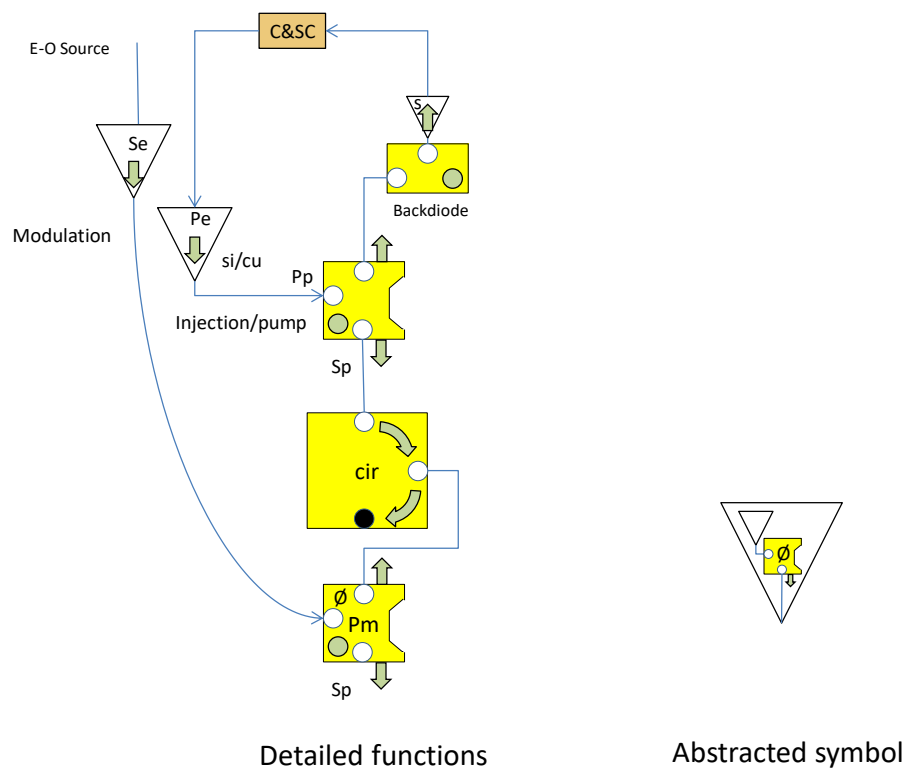 C&SC
E-O Source
S
Se
Backdiode
Pe
Modulation
si/cu
Pp
Injection/pump
Sp
cir
Ø
Pm
Sp
Ø
Detailed functions
Abstracted symbol